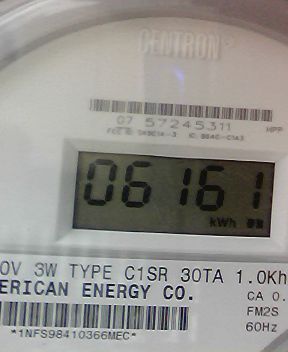 CENTRON
07 57245311
HPP
06161
kWh
0V 3W TYPE C1SR 30TA 1.0Kh
ERICAN ENERGY CO.
CA 0.
FM2S
60Hz
*1NFS98410366MEC*